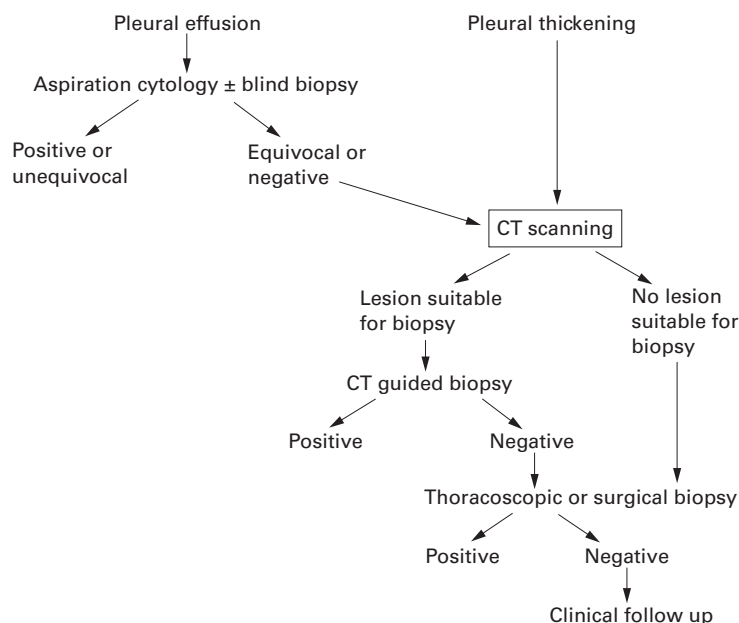 Pleural effusion
Pleural thickening
Aspiration cytology ± blind biopsy
Positive or
unequivocal
Equivocal or
negative
CT scanning
Lesion suitable
for biopsy
No lesion
suitable for
biopsy
CT guided biopsy
Positive
Negative
Thoracoscopic or surgical biopsy
Positive
Negative
Clinical follow up